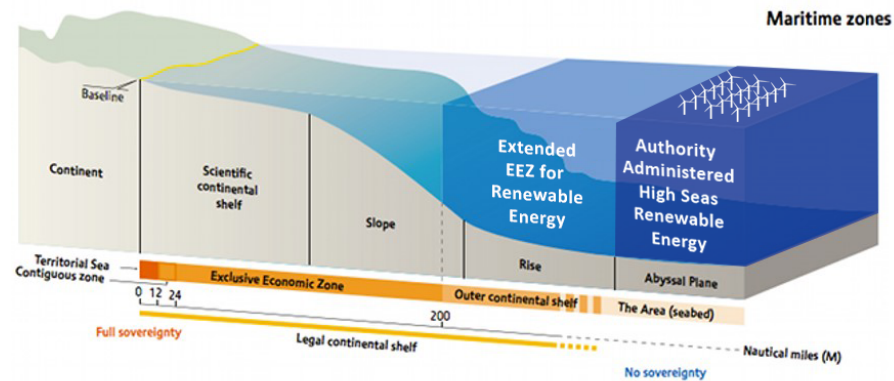 Maritime zones
Baseline
Continent
Scientific
continental
shelf
Slope
Extended
EEZ for
Renewable
Energy
Authority
Administered
High Seas
Renewable
Energy
Rise
Abyssal Plane
Territorial Sea
Contiguous zone
Exclusive Economic Zone
Outer continental shelf
The Area (seabed)
0 12 24
200
Nautical miles (M)
Full sovereignty
Legal continental shelf
No sovereignty